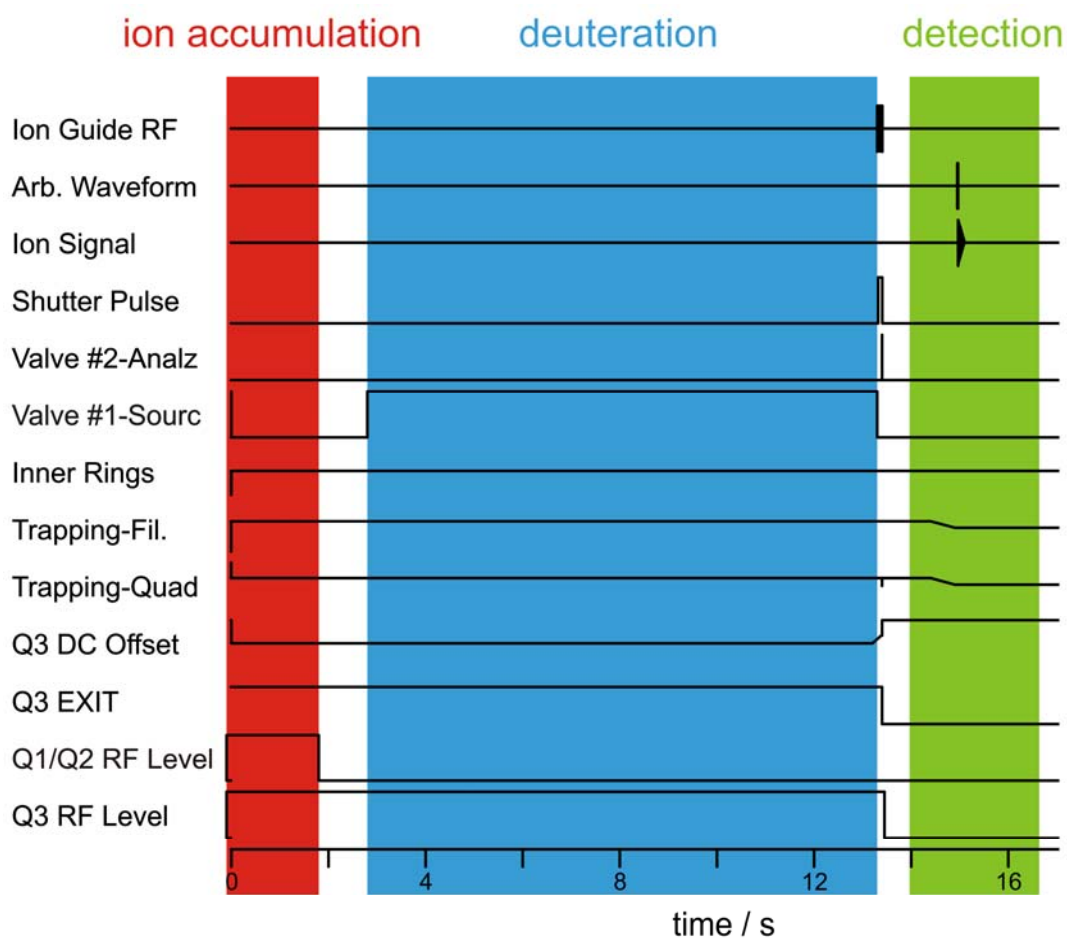 ion accumulation deuteration detection
Ion Guide RF
Arb. Waveform
Ion Signal
Shutter Pulse
Valve #2-Analz
Valve #1-Sourc
Inner Rings
Trapping-Fil.
Trapping-Quad
Q3 DC Offset
Q3 EXIT
Q1/Q2 RF Level
Q3 RF Level
0 4 8 12 16
time / s